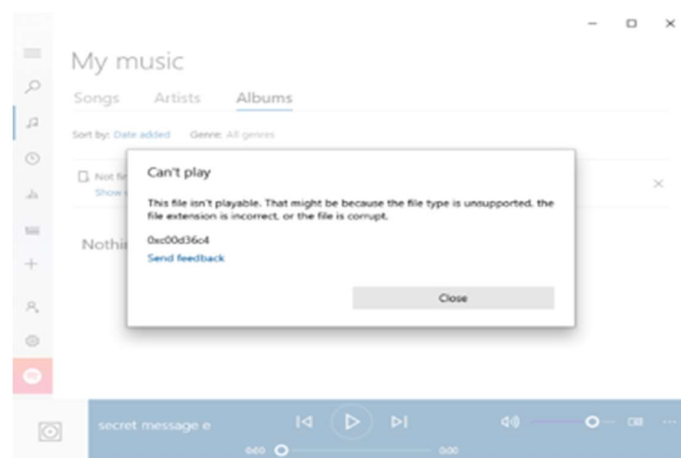 My music
Songs Artists Albums
Sort by: Date added Genre: All genres
Can't play
Not
Show
This file isn't playable. That might be because the file type is unsupported, the
file extension is incorrect, or the file is corrupt.
0xc00d36c4
Nothi
Send feedback
Close
secret message e
0:00 0:00